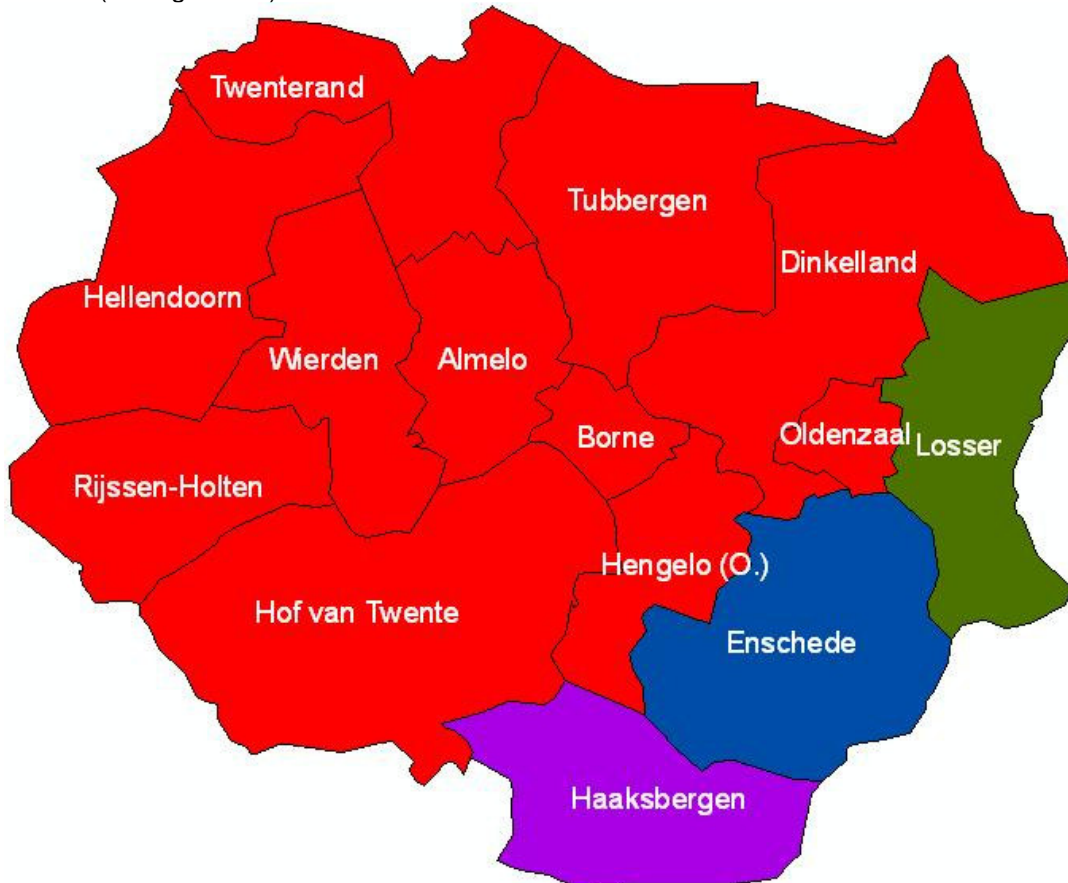 Twenterand
Tubbergen
Dinkelland
Hellendoorn
Wierden
Almelo
Borne
Oldenzaal
Losser
Rijssen-Holten
Hengelo (O.)
Hof van Twente
Enschede
Haaksbergen